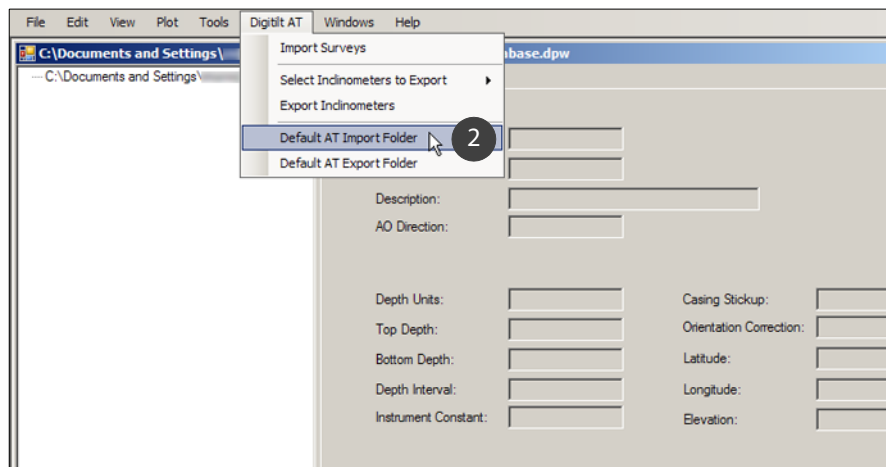 File Edit View Plot Tools Digitilt AT Windows Help
C:\Documents and Settings\ abase.dpw
C:\Documents and Settings\
Import Surveys
Select Inclinometers to Export
Export Inclinometers
Default AT Import Folder 2
Default AT Export Folder
Description:
AO Direction:
Depth Units: Casing Stickup:
Top Depth: Orientation Correction:
Bottom Depth: Latitude:
Depth Interval: Longitude:
Instrument Constant: Elevation: